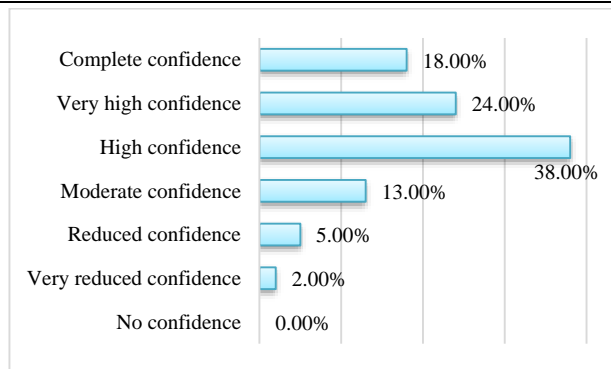 Complete confidence 18.00%
Very high confidence 24.00%
High confidence 38.00%
Moderate confidence 13.00%
Reduced confidence 5.00%
Very reduced confidence 2.00%
No confidence 0.00%